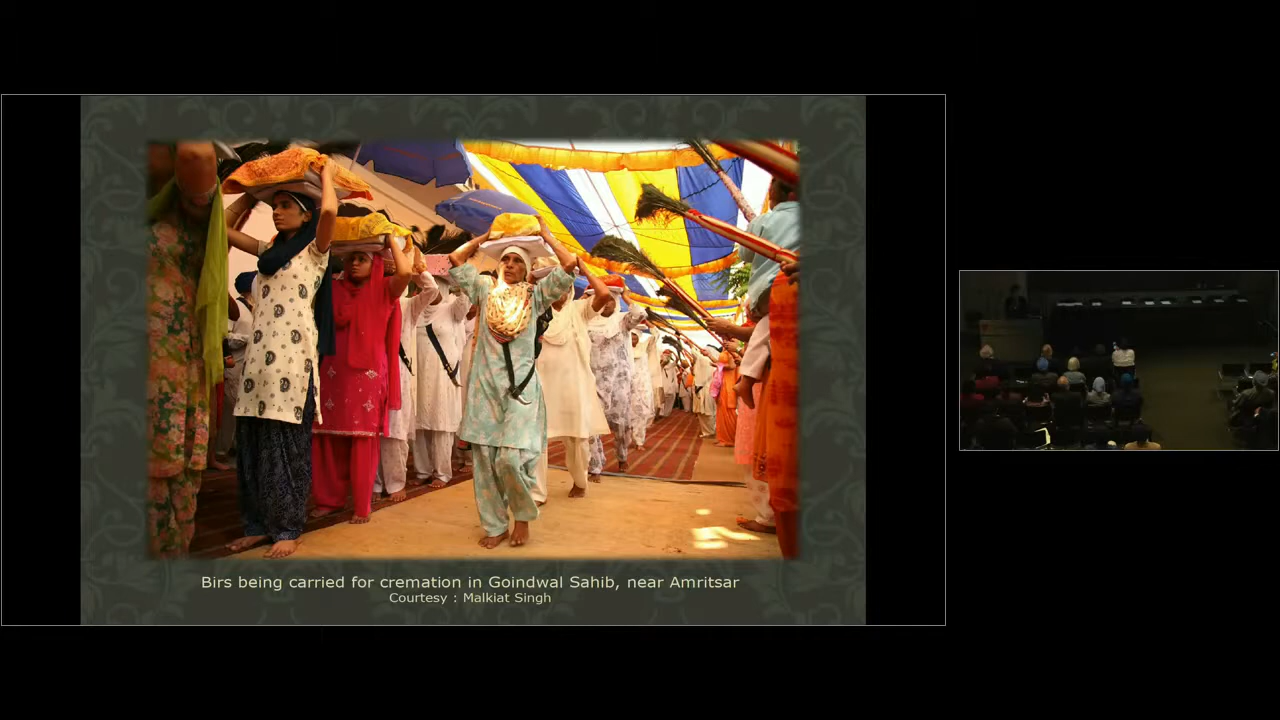 Birs being carried for cremation in Goindwal Sahib, near Amritsar
Courtesy : Malkiat Singh